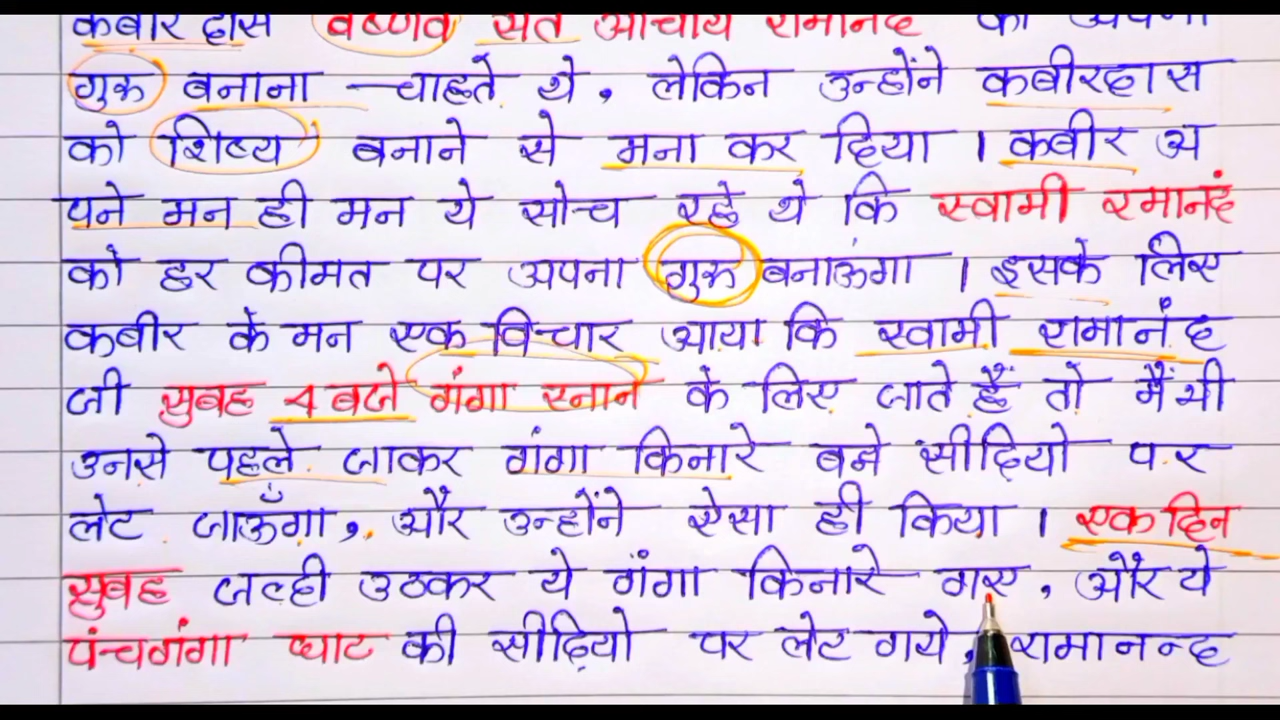 कबीर दास वैष्णव संत आचार्य रामानंद को अपना
गुरू बनाना चाहते थे, लेकिन उन्होंने कबीरदास
को शिष्य बनाने से मना कर दिया । कबीर अ
पने मन ही मन ये सोच रहे थे कि स्वामी रमानंद
को हर कीमत पर अपना गुरू बनाऊंगा । इसके लिए
कबीर के मन एक विचार आया कि स्वामी रामानंद
जी सुबह 4 बजे गंगा स्नान के लिए जाते हैं तो मैं भी
उनसे पहले जाकर गंगा किनारे बने सीढियो पर
लेट जाऊँगा, और उन्होंने ऐसा ही किया । एक दिन
सुबह जल्दी उठकर ये गंगा किनारे गए, और ये
पंचगंगा घाट की सीढ़ियो पर लेट गये, रामानन्द